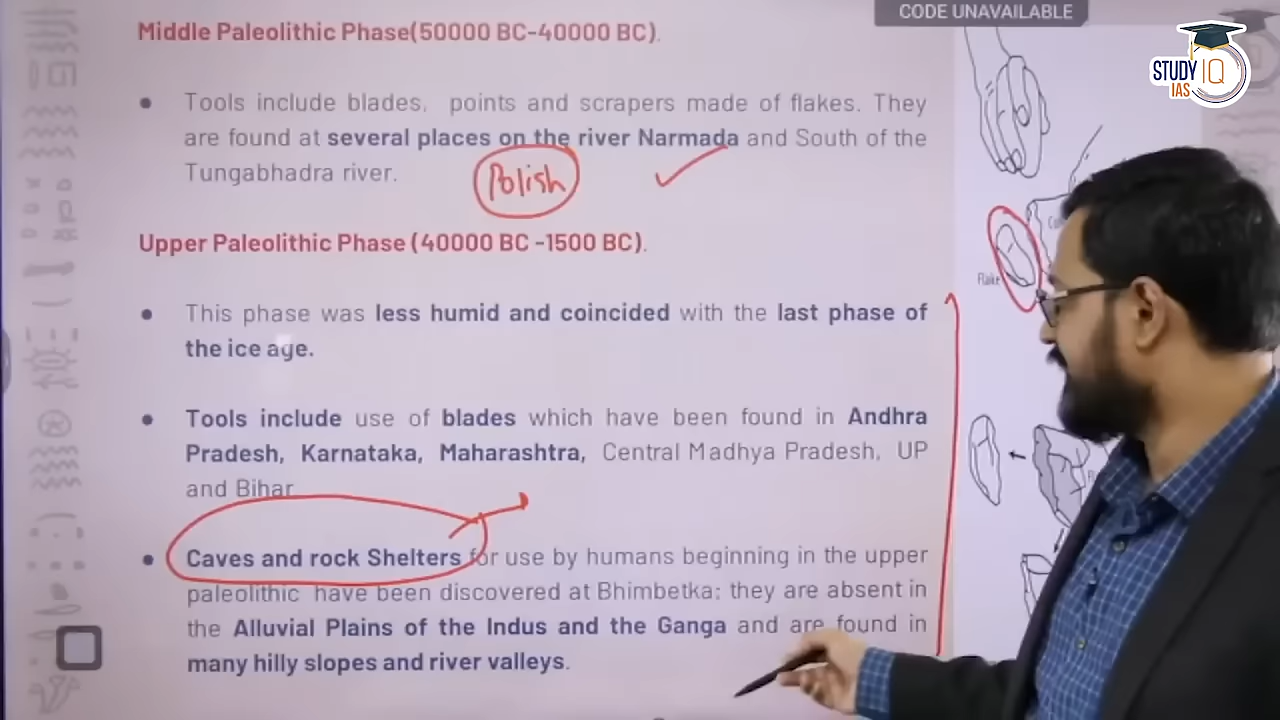 CODE UNAVAILABLE
STUDY IQ
IAS
Middle Paleolithic Phase(50000 BC-40000 BC).
Tools include blades, points and scrapers made of flakes. They
are found at several places on the river Narmada and South of the
Tungabhadra river.
Polish
Upper Paleolithic Phase (40000 BC -1500 BC).
Flake
This phase was less humid and coincided with the last phase of
the ice age.
Tools include use of blades which have been found in Andhra
Pradesh, Karnataka, Maharashtra, Central Madhya Pradesh, UP
and Bihar
Caves and rock Shelters for use by humans beginning in the upper
paleolithic have been discovered at Bhimbetka; they are absent in
the Alluvial Plains of the Indus and the Ganga and are found in
many hilly slopes and river valleys.